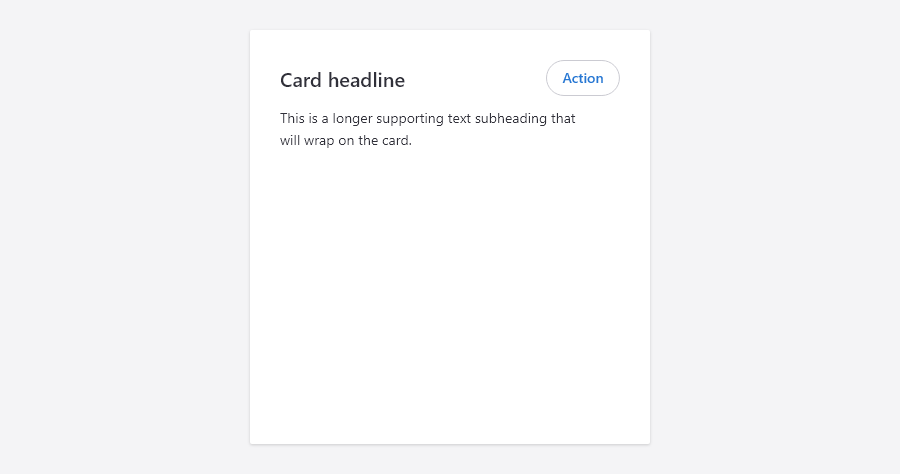 Card headline
Action
This is a longer supporting text subheading that
will wrap on the card.